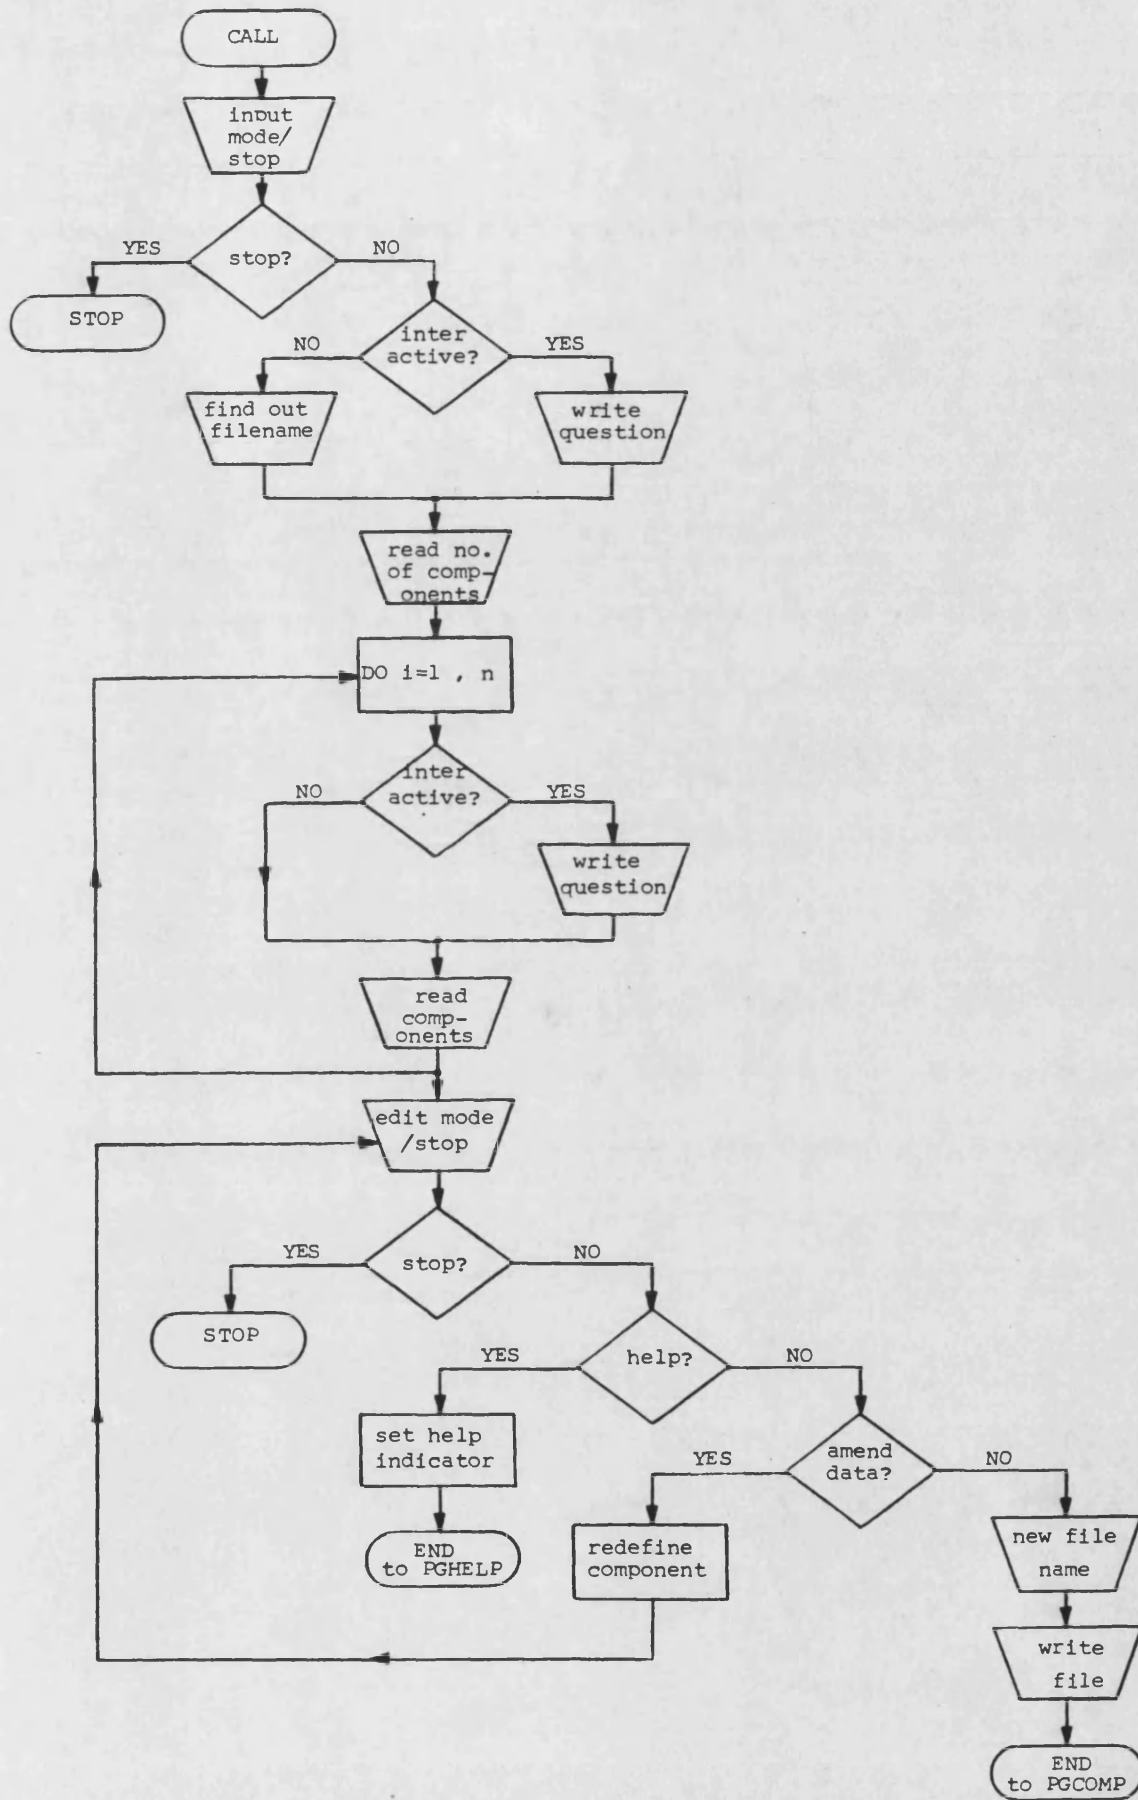 CALL
input
mode/
stop
YES
stop?
NO
STOP
inter
active?
NO
YES
find out
filename
write
question
read no.
of comp-
onents
DO i=1 , n
inter
active?
NO
YES
write
question
read
comp-
onents
edit mode
/stop
YES
stop?
NO
STOP
YES
help?
NO
set help
indicator
YES
amend
data?
NO
END
to PGHELP
redefine
component
new file
name
write
file
END
to PGCOMP